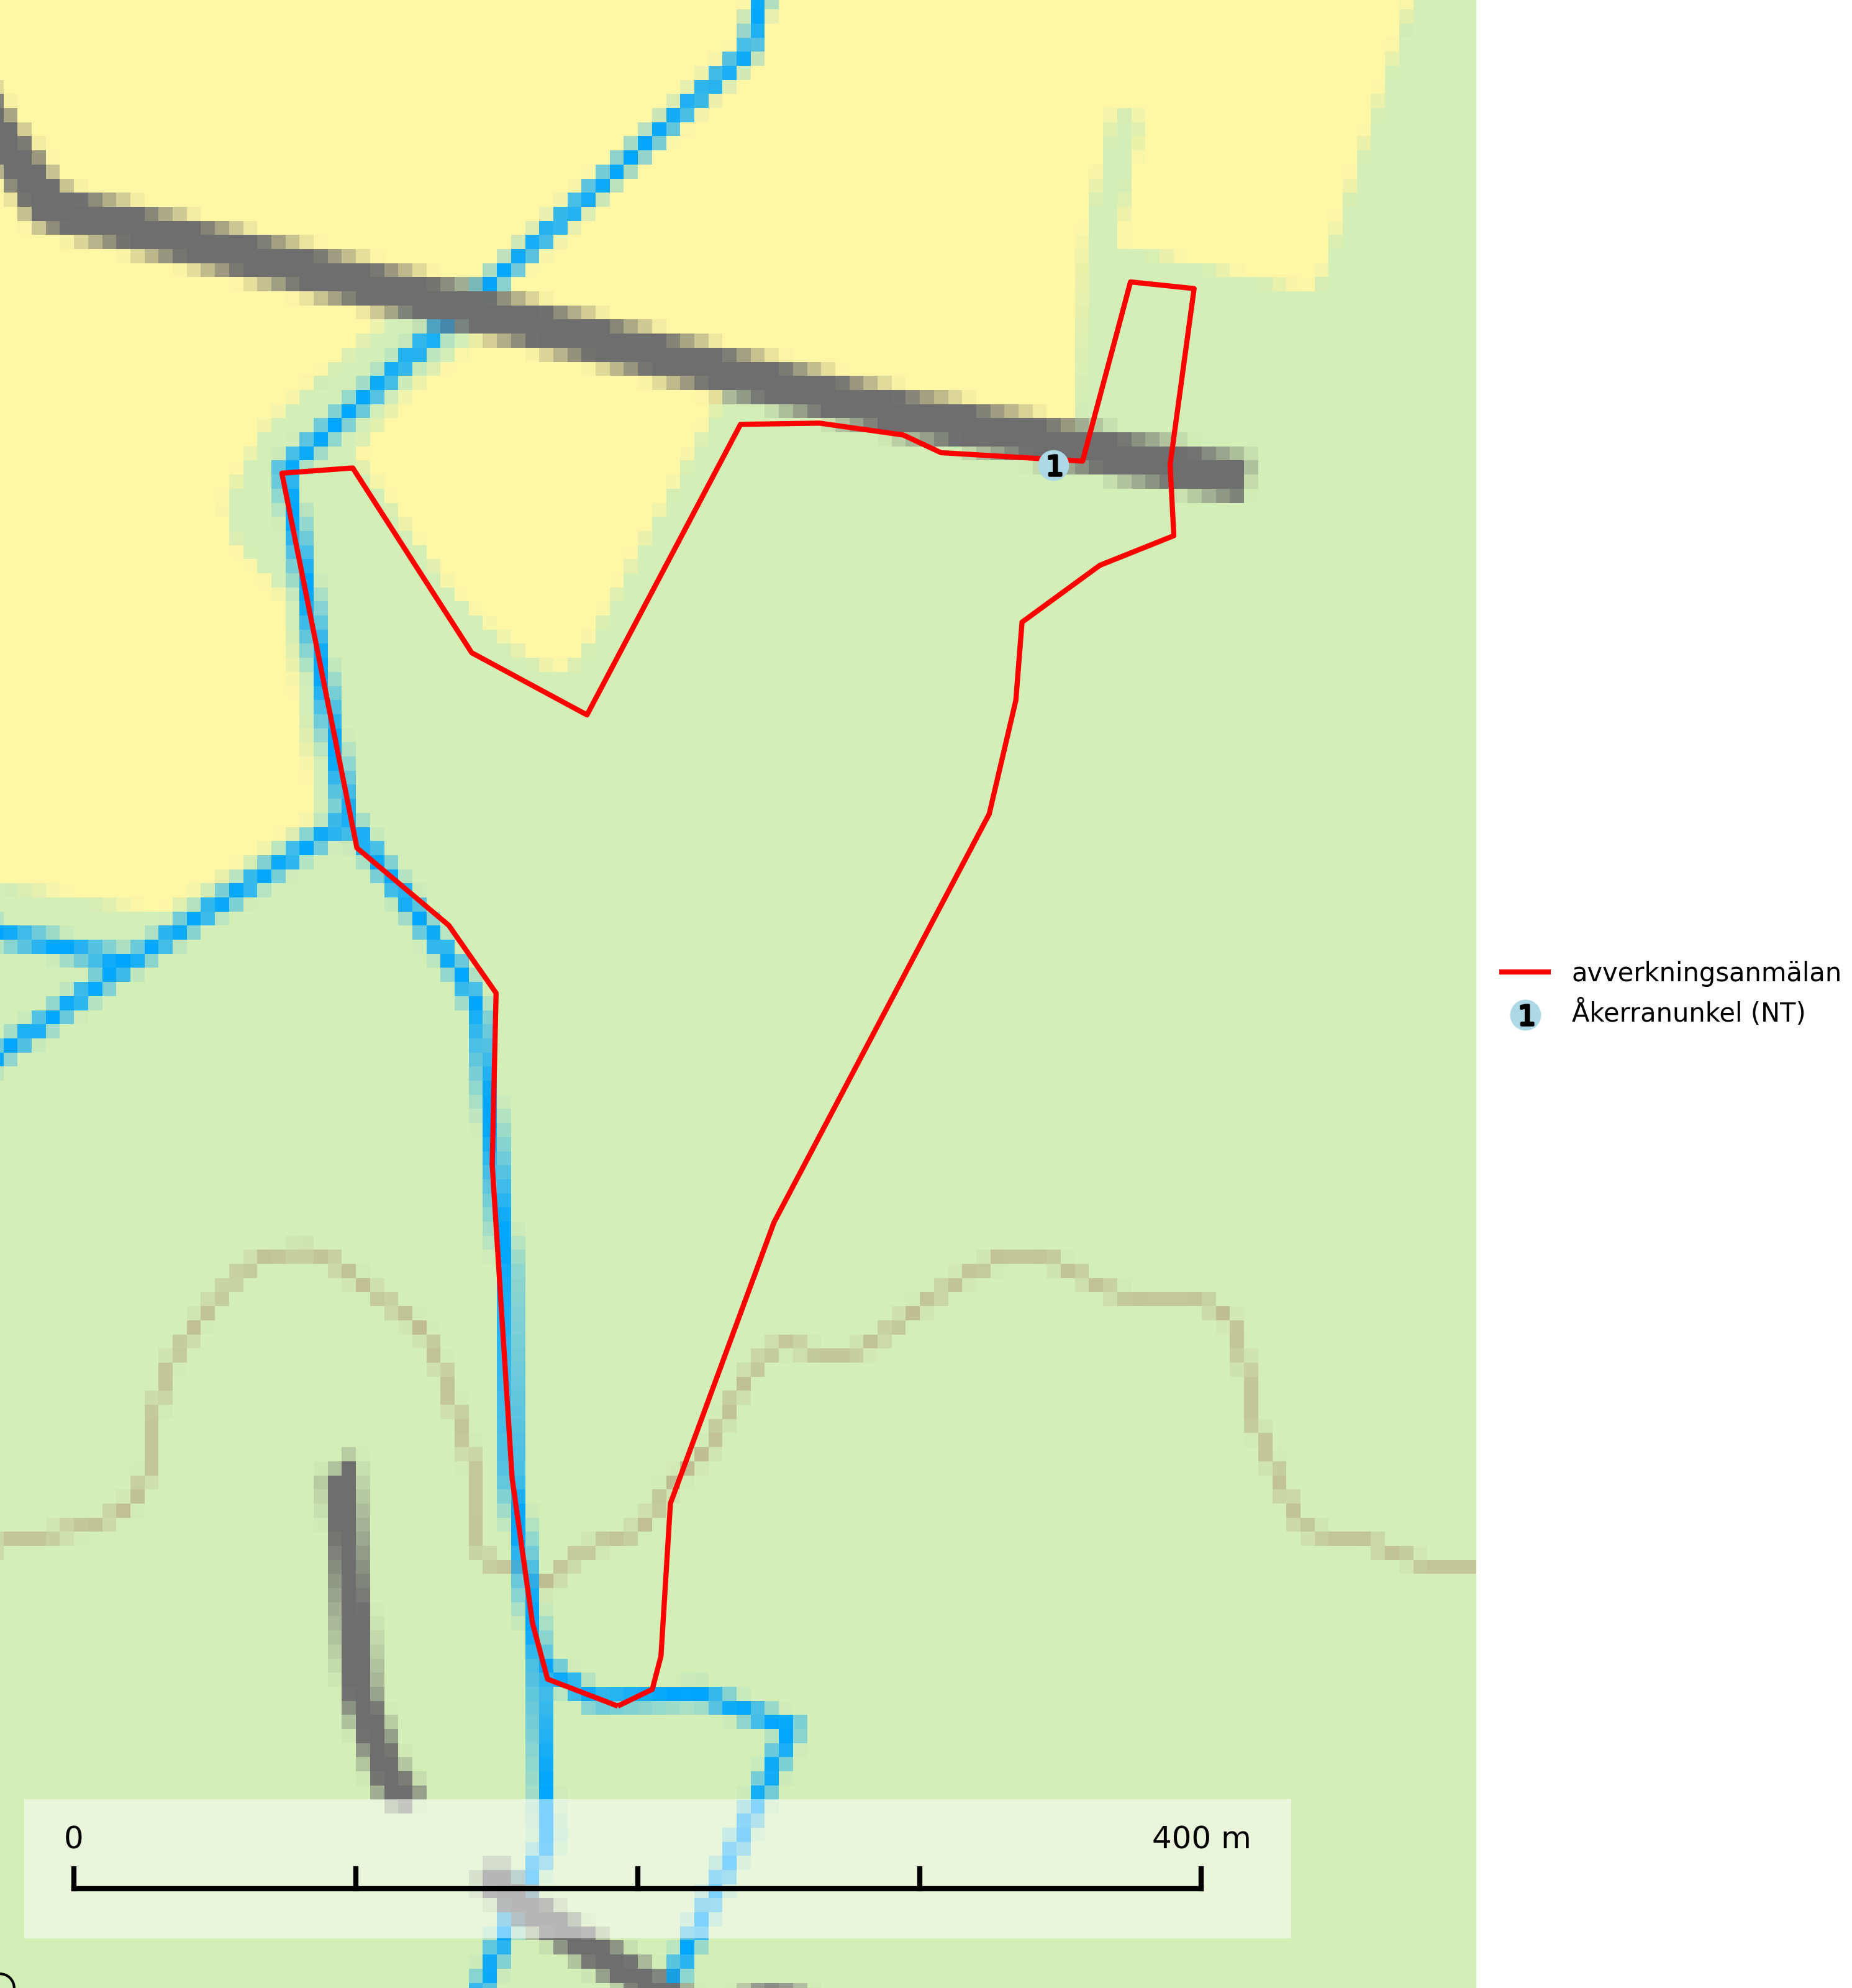 1
avverkningsanmälan
1 Åkerranunkel (NT)
0 400 m